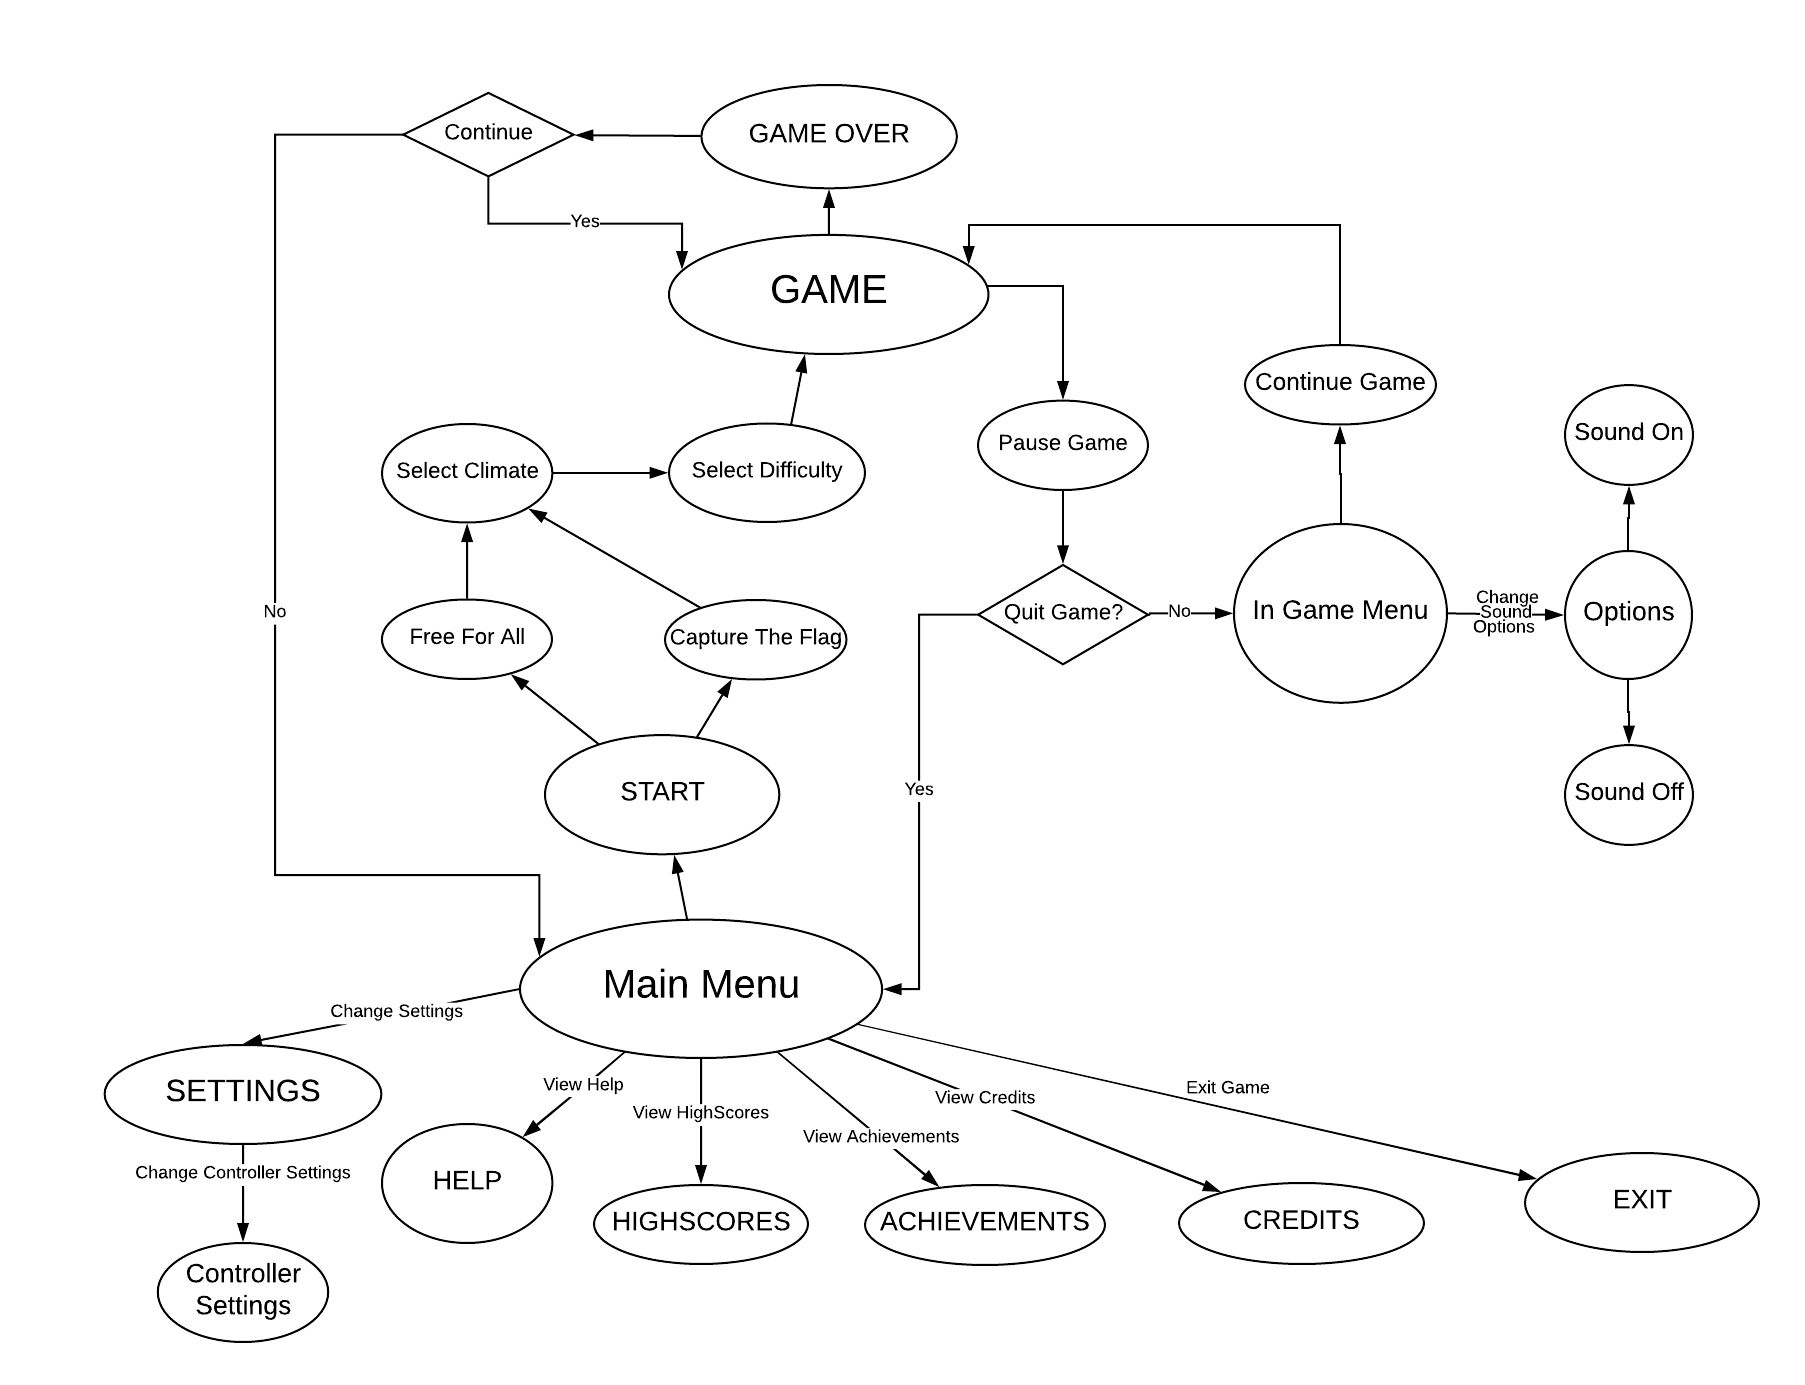 Continue
GAME OVER
Yes
GAME
Continue Game
Sound On
Pause Game
Select Climate
Select Difficulty
No
Free For All
Capture The Flag
Quit Game?
No
In Game Menu
Change
Sound
Options
Options
START
Yes
Sound Off
Main Menu
Change Settings
SETTINGS
View Help
View HighScores
View Achievements
View Credits
Exit Game
Change Controller Settings
HELP
HIGHSCORES
ACHIEVEMENTS
CREDITS
EXIT
Controller
Settings